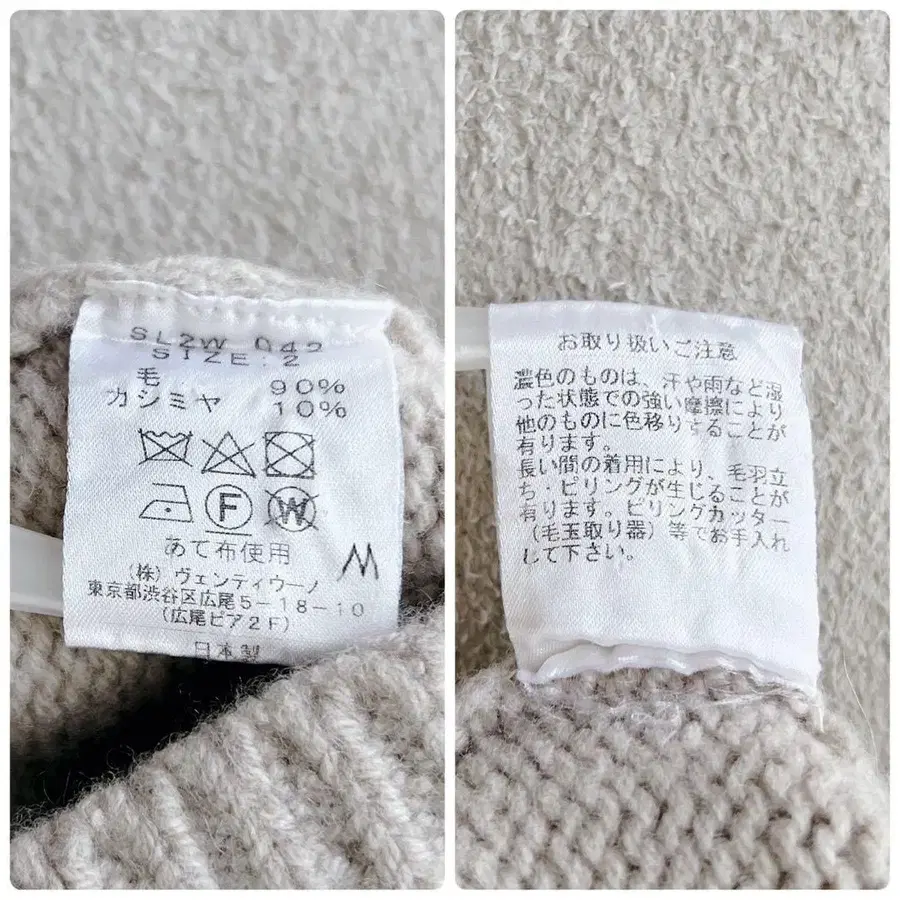 SL2W 042
SIZE:2
毛 90%
カシミヤ 10%
F W
あて布使用
M
(株)ヴェンティウーノ
東京都渋谷区広尾5-18-10
(広尾ピア2F)
日本製
お取り扱いご注意
濃色のものは、汗や雨など湿
った状態での強い摩擦により
他のものに色移りすることが
有ります。
長い間の着用により、毛羽立
ち・ピリングが生じることが
有ります。ピリングカッター
(毛玉取り器)等でお手入れ
して下さい。